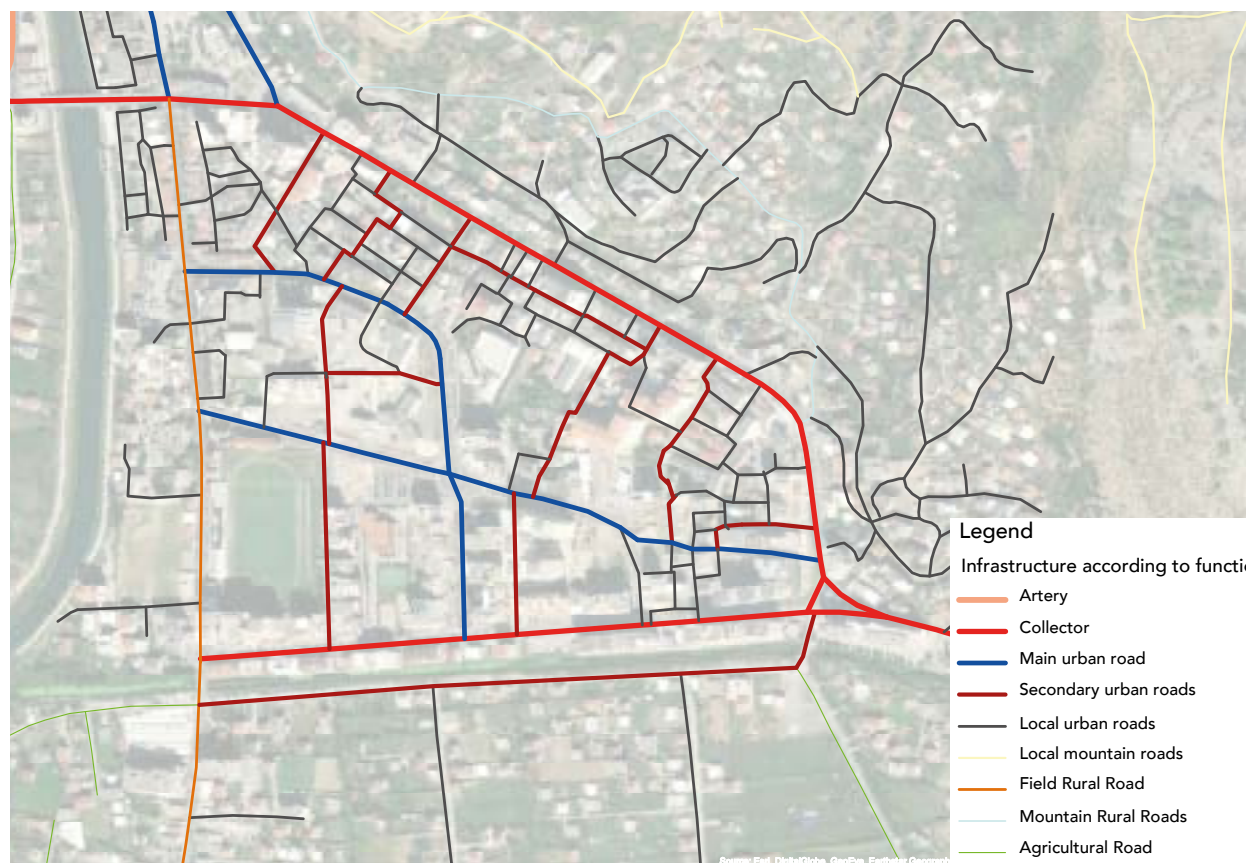 Legend
Infrastructure according to functi
Artery
Collector
Main urban road
Secondary urban roads
Local urban roads
Local mountain roads
Field Rural Road
Mountain Rural Roads
Agricultural Road
Source: Esri, DigitalGlobe, GeoEye, Earthstar Geograph